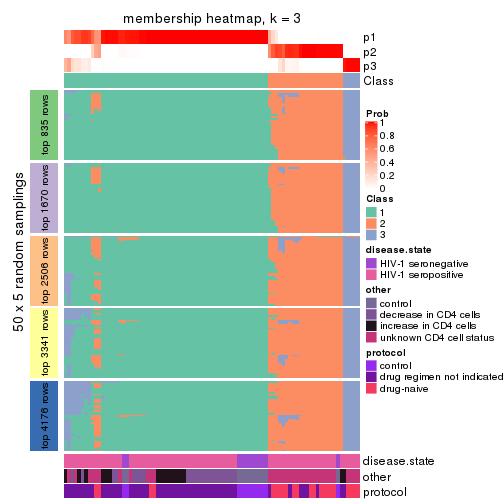 membership heatmap, k = 3
p1
p2
p3
Class
50 x 5 random samplings
top 835 rows
top 1670 rows
top 2506 rows
top 3341 rows
top 4176 rows
disease.state
other
protocol
Prob
1
0.8
0.6
0.4
0.2
0
Class
1
2
3
disease.state
HIV-1 seronegative
HIV-1 seropositive
other
control
decrease in CD4 cells
increase in CD4 cells
unknown CD4 cell status
protocol
control
drug regimen not indicated
drug-naive